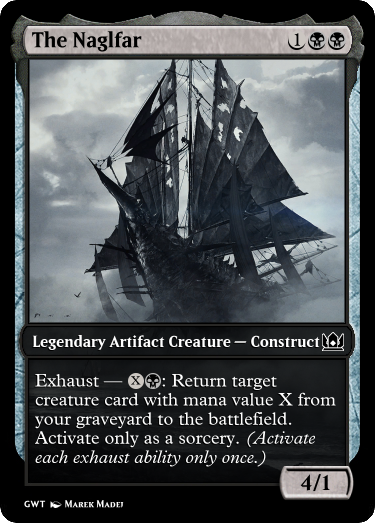 The Naglfar 1
Legendary Artifact Creature — Construct
Exhaust — X: Return target
creature card with mana value X from
your graveyard to the battlefield.
Activate only as a sorcery. (Activate
each exhaust ability only once.)
4/1
GWT Marek Madej